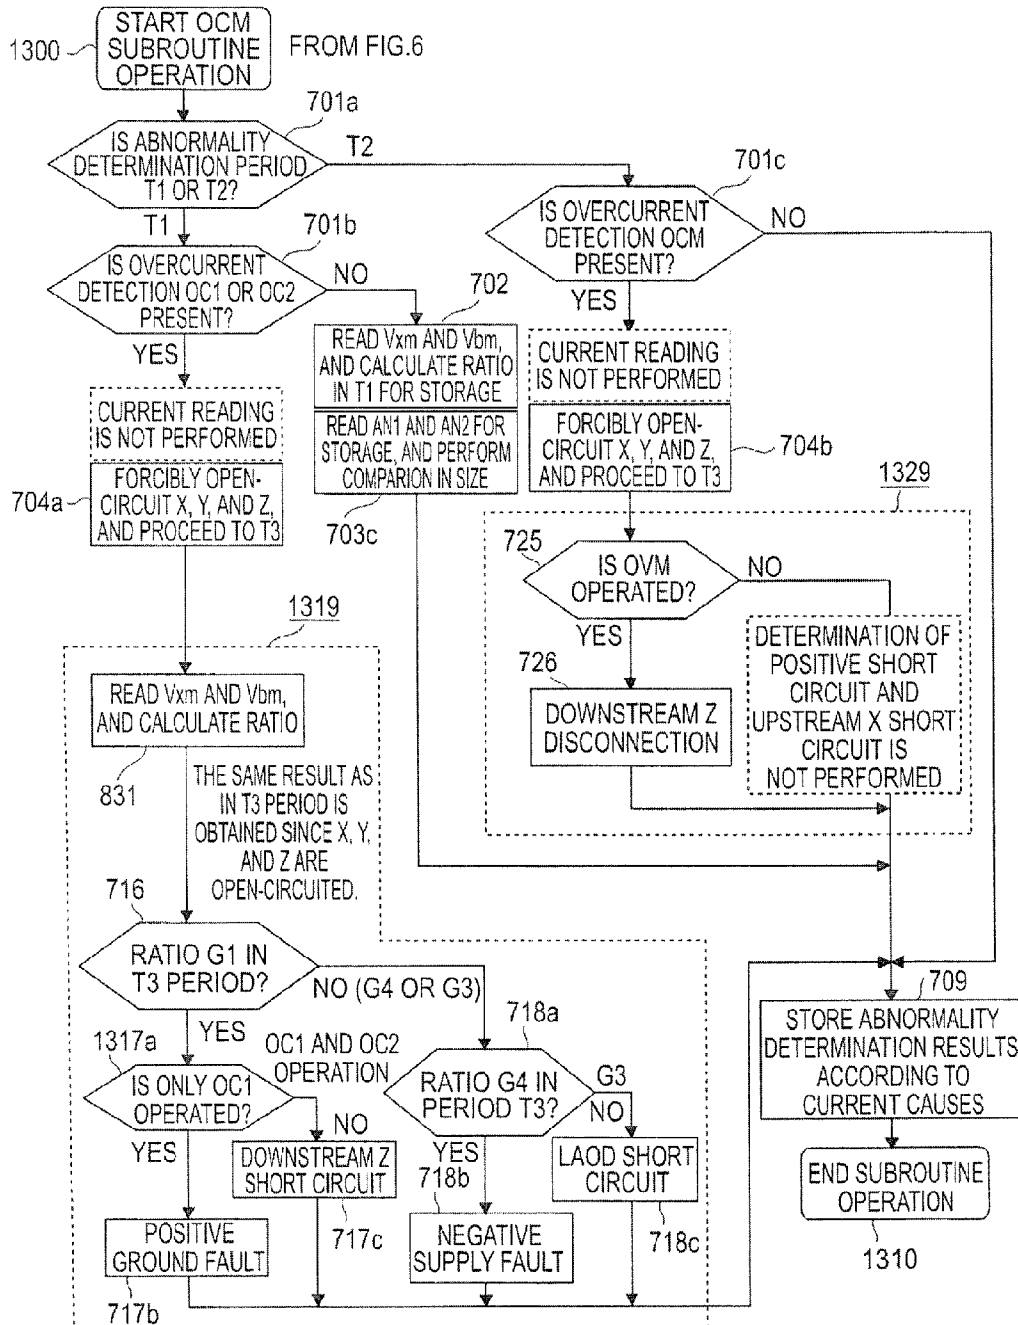 START OCM
SUBROUTINE
OPERATION
1300
FROM FIG.6
701a
IS ABNORMALITY
DETERMINATION PERIOD
T1 OR T2?
T2
T1
701b
IS OVERCURRENT
DETECTION OC1 OR OC2
PRESENT?
NO
YES
701c
IS OVERCURRENT
DETECTION OCM
PRESENT?
NO
YES
702
READ Vxm AND Vbm,
AND CALCULATE RATIO
IN T1 FOR STORAGE
READ AN1 AND AN2 FOR
STORAGE, AND PERFORM
COMPARION IN SIZE
703c
CURRENT READING
IS NOT PERFORMED
FORCIBLY OPEN-
CIRCUIT X, Y, AND Z,
AND PROCEED TO T3
704a
CURRENT READING
IS NOT PERFORMED
FORCIBLY OPEN-
CIRCUIT X, Y, AND Z,
AND PROCEED TO T3
704b
1329
725
IS OVM
OPERATED?
NO
YES
726
DOWNSTREAM Z
DISCONNECTION
DETERMINATION OF
POSITIVE SHORT
CIRCUIT AND
UPSTREAM X SHORT
CIRCUIT IS
NOT PERFORMED
1319
READ Vxm AND Vbm,
AND CALCULATE RATIO
831
THE SAME RESULT AS
IN T3 PERIOD IS
OBTAINED SINCE X, Y,
AND Z ARE
OPEN-CIRCUITED.
716
RATIO G1 IN
T3 PERIOD?
NO (G4 OR G3)
YES
1317a
IS ONLY OC1
OPERATED?
OC1 AND OC2
OPERATION
NO
YES
718a
RATIO G4 IN
PERIOD T3?
G3
NO
YES
DOWNSTREAM Z
SHORT CIRCUIT
717c
POSITIVE
GROUND FAULT
717b
718b
NEGATIVE
SUPPLY FAULT
LAOD SHORT
CIRCUIT
718c
709
STORE ABNORMALITY
DETERMINATION RESULTS
ACCORDING TO
CURRENT CAUSES
END SUBROUTINE
OPERATION
1310